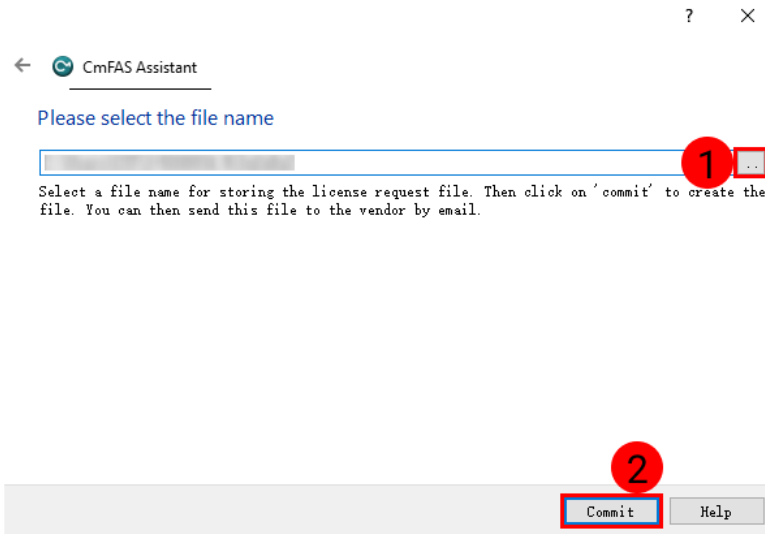 ?
CmFAS Assistant
Please select the file name
1
..
Select a file name for storing the license request file. Then click on 'commit' to create the
file. You can then send this file to the vendor by email.
2
Commit
Help